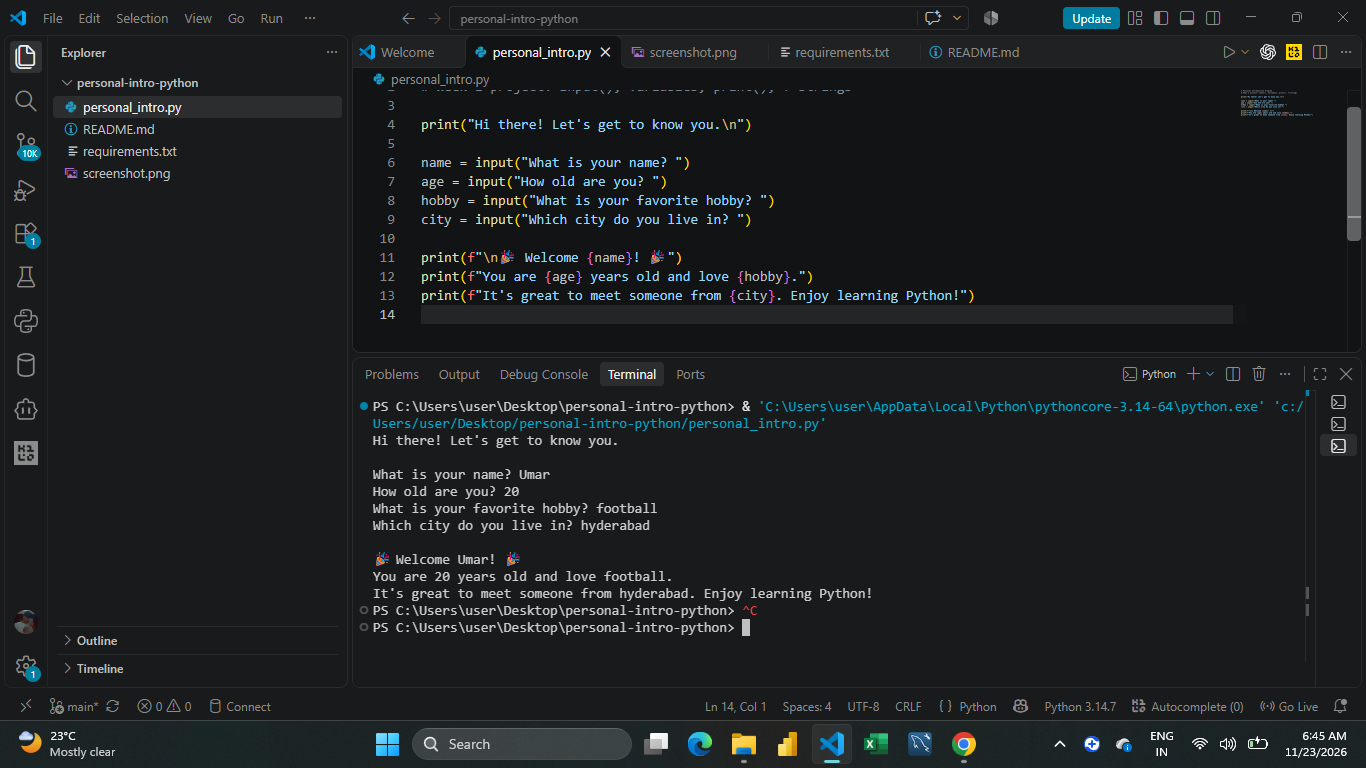 File Edit Selection View Go Run ···
personal-intro-python
Update
Explorer ···
personal-intro-python
personal_intro.py
README.md
requirements.txt
screenshot.png
10K
1
Outline
Timeline
1
Welcome personal_intro.py screenshot.png requirements.txt README.md
personal_intro.py
3
4 print("Hi there! Let's get to know you.\n")
5
6 name = input("What is your name? ")
7 age = input("How old are you? ")
8 hobby = input("What is your favorite hobby? ")
9 city = input("Which city do you live in? ")
10
11 print(f"\n🎉 Welcome {name}! 🎉")
12 print(f"You are {age} years old and love {hobby}.")
13 print(f"It's great to meet someone from {city}. Enjoy learning Python!")
14
Problems Output Debug Console Terminal Ports
Python
PS C:\Users\user\Desktop\personal-intro-python> & 'C:\Users\user\AppData\Local\Python\pythoncore-3.14-64\python.exe' 'c:/
Users/user/Desktop/personal-intro-python/personal_intro.py'
Hi there! Let's get to know you.
What is your name? Umar
How old are you? 20
What is your favorite hobby? football
Which city do you live in? hyderabad
🎉 Welcome Umar! 🎉
You are 20 years old and love football.
It's great to meet someone from hyderabad. Enjoy learning Python!
PS C:\Users\user\Desktop\personal-intro-python> ^C
PS C:\Users\user\Desktop\personal-intro-python>
main* 0 0 Connect Ln 14, Col 1 Spaces: 4 UTF-8 CRLF { } Python Python 3.14.7 Autocomplete (0) Go Live
23°C
Mostly clear
Search
ENG
IN
6:45 AM
11/23/2026